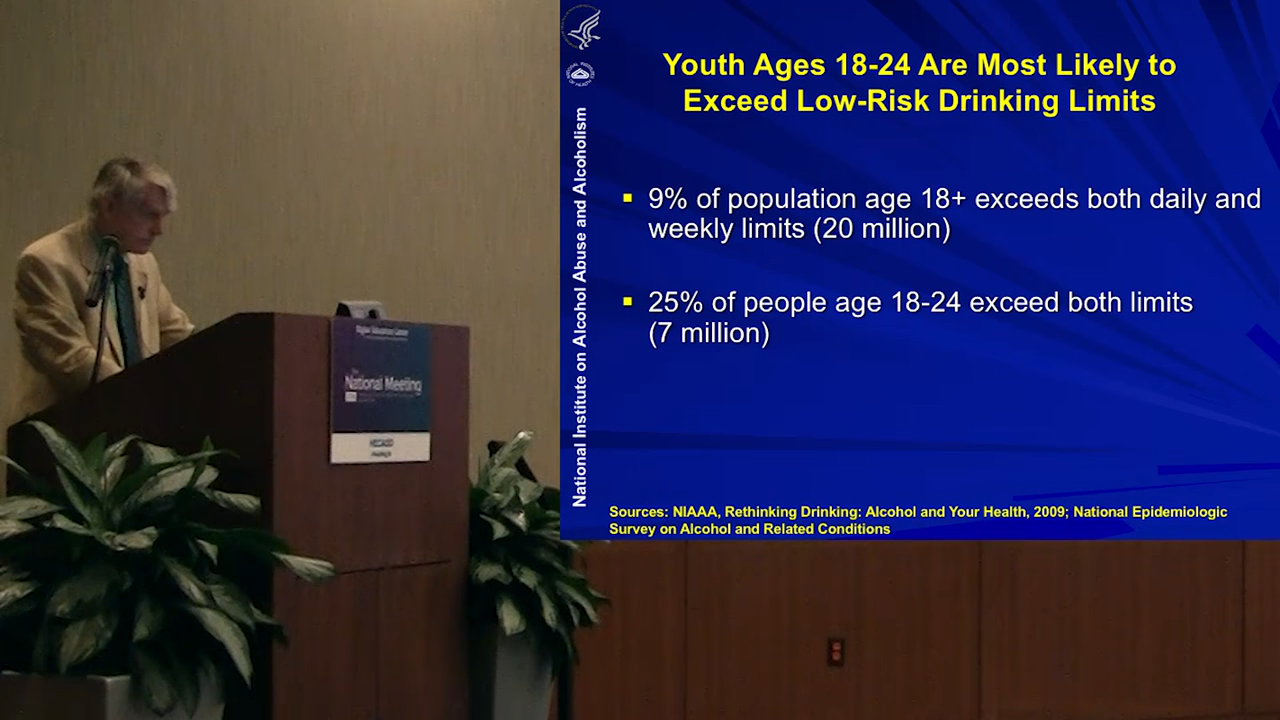 Youth Ages 18-24 Are Most Likely to
Exceed Low-Risk Drinking Limits
▪ 9% of population age 18+ exceeds both daily and
weekly limits (20 million)
▪ 25% of people age 18-24 exceed both limits
(7 million)
Sources: NIAAA, Rethinking Drinking: Alcohol and Your Health, 2009; National Epidemiologic
Survey on Alcohol and Related Conditions
National Institute on Alcohol Abuse and Alcoholism
Higher Education Center
The
National Meeting